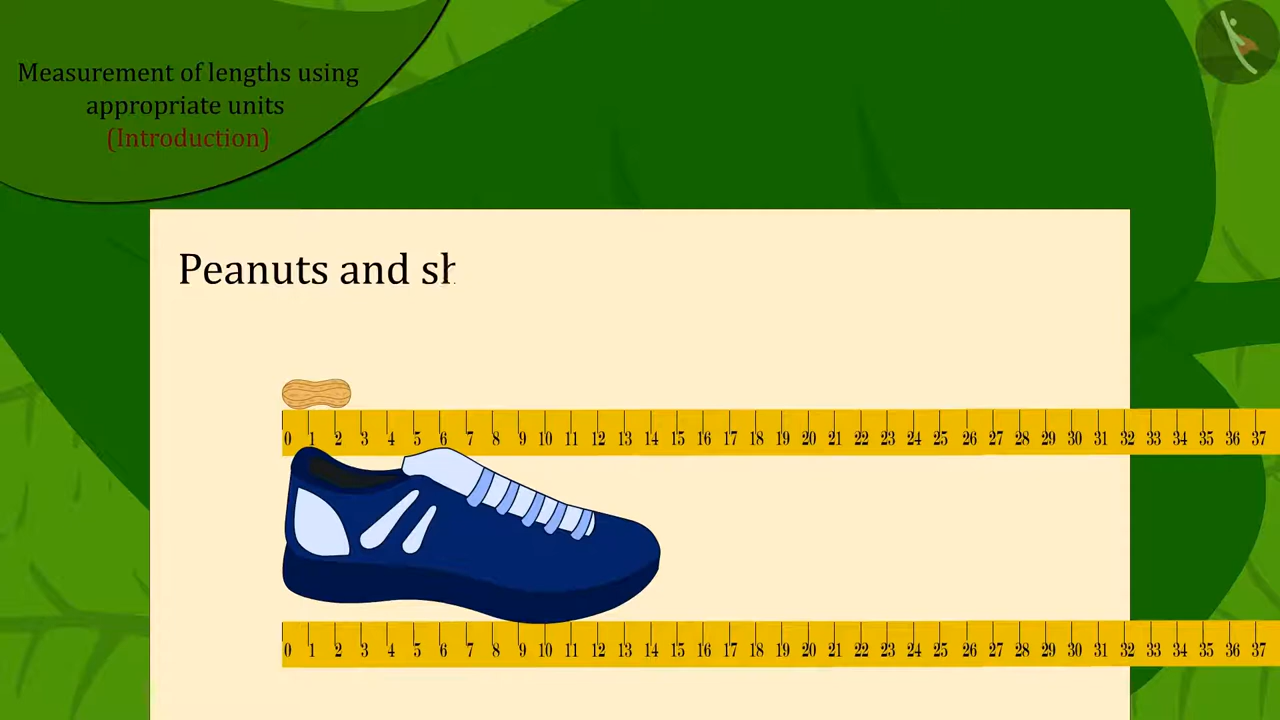 Measurement of lengths using
appropriate units
(Introduction)
Peanuts and
0 1 2 3 4 5 6 7 8 9 10 11 12 13 14 15 16 17 18 19 20 21 22 23 24 25 26 27 28 29 30 31 32 33 34 35 36 37
0 1 2 3 4 5 6 7 8 9 10 11 12 13 14 15 16 17 18 19 20 21 22 23 24 25 26 27 28 29 30 31 32 33 34 35 36 37